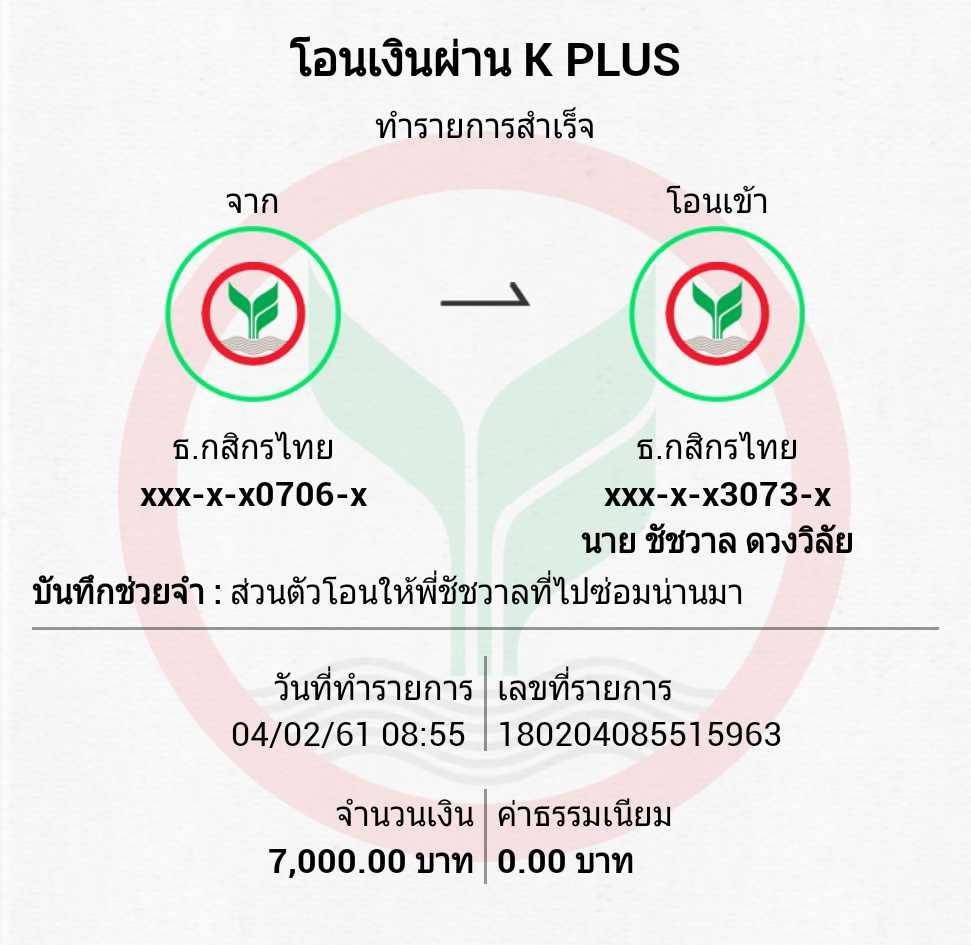 โอนเงินผ่าน K PLUS
ทำรายการสำเร็จ
จาก
โอนเข้า
ธ.กสิกรไทย
xxx-x-x0706-x
ธ.กสิกรไทย
xxx-x-x3073-x
นาย ชัชวาล ดวงวิลัย
บันทึกช่วยจำ : ส่วนตัวโอนให้พี่ชัชวาลที่ไปซ่อมน่านมา
วันที่ทำรายการ
04/02/61 08:55
เลขที่รายการ
180204085515963
จำนวนเงิน
7,000.00 บาท
ค่าธรรมเนียม
0.00 บาท